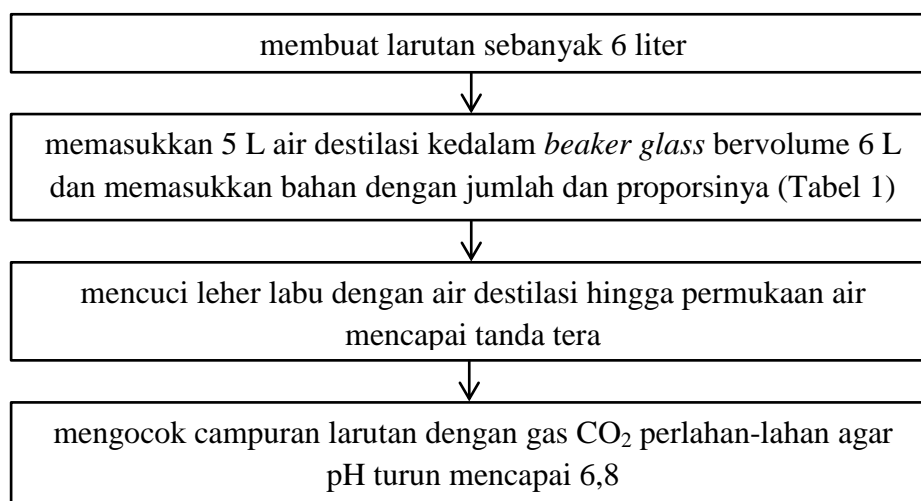 membuat larutan sebanyak 6 liter
memasukkan 5 L air destilasi kedalam beaker glass bervolume 6 L
dan memasukkan bahan dengan jumlah dan proporsinya (Tabel 1)
mencuci leher labu dengan air destilasi hingga permukaan air
mencapai tanda tera
mengocok campuran larutan dengan gas CO₂ perlahan-lahan agar
pH turun mencapai 6,8